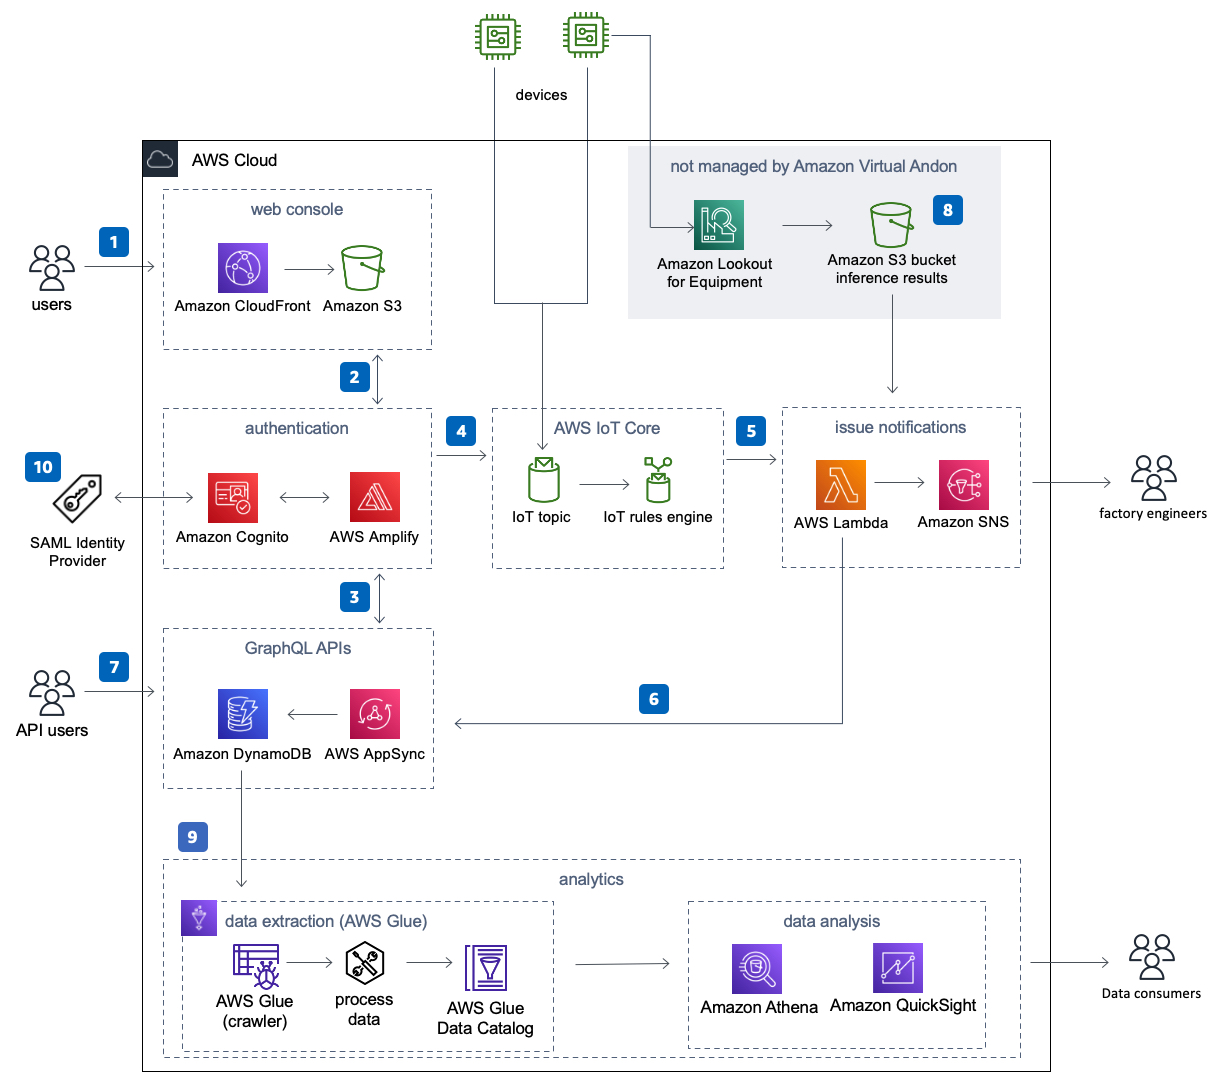 devices
AWS Cloud
not managed by Amazon Virtual Andon
web console
8
1
Amazon Lookout
for Equipment
Amazon S3 bucket
inference results
users
Amazon CloudFront
Amazon S3
2
authentication
4
AWS IoT Core
5
issue notifications
10
IoT topic
IoT rules engine
AWS Lambda
Amazon SNS
factory engineers
SAML Identity
Provider
Amazon Cognito
AWS Amplify
3
GraphQL APIs
7
6
API users
Amazon DynamoDB
AWS AppSync
9
analytics
data extraction (AWS Glue)
data analysis
AWS Glue
(crawler)
process
data
AWS Glue
Data Catalog
Amazon Athena
Amazon QuickSight
Data consumers